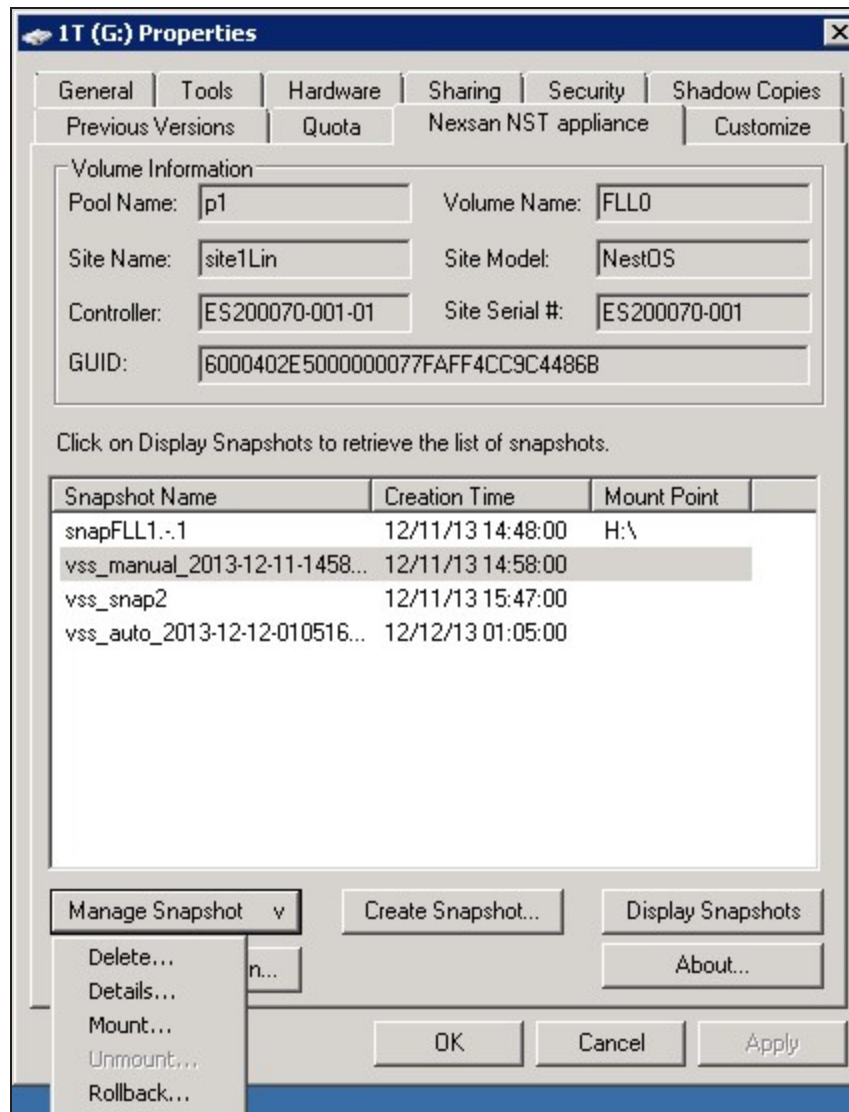 1T (G:) Properties
General Tools Hardware Sharing Security Shadow Copies
Previous Versions Quota Nexsan NST appliance Customize
Volume Information
Pool Name: p1 Volume Name: FLL0
Site Name: site1Lin Site Model: NestOS
Controller: ES200070-001-01 Site Serial #: ES200070-001
GUID: 6000402E5000000077FAFF4CC9C4486B
Click on Display Snapshots to retrieve the list of snapshots.
Snapshot Name Creation Time Mount Point
snapFLL1.-.1 12/11/13 14:48:00 H:\
vss_manual_2013-12-11-1458... 12/11/13 14:58:00
vss_snap2 12/11/13 15:47:00
vss_auto_2013-12-12-010516... 12/12/13 01:05:00
Manage Snapshot v Create Snapshot... Display Snapshots
n... About...
Delete...
Details...
Mount...
Unmount...
Rollback...
OK Cancel Apply